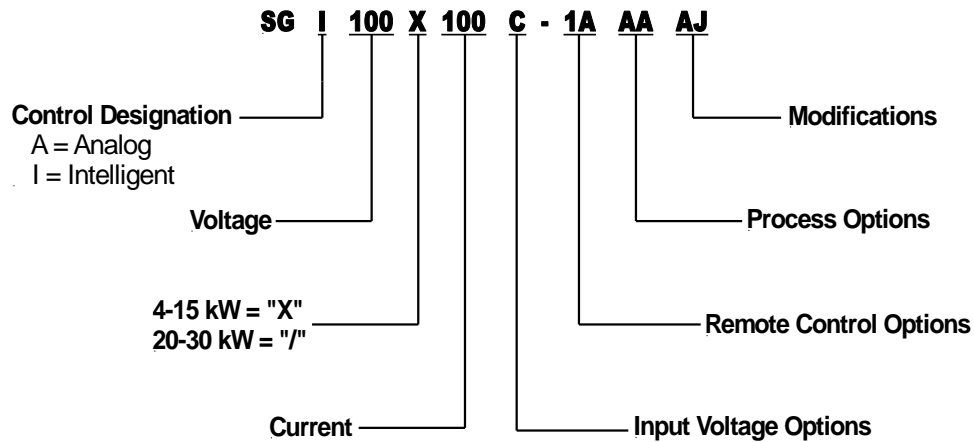 SG I 100 X 100 C - 1A AA AJ
Control Designation
A = Analog
I = Intelligent
Modifications
Voltage
Process Options
4-15 kW = "X"
20-30 kW = "/"
Remote Control Options
Current
Input Voltage Options